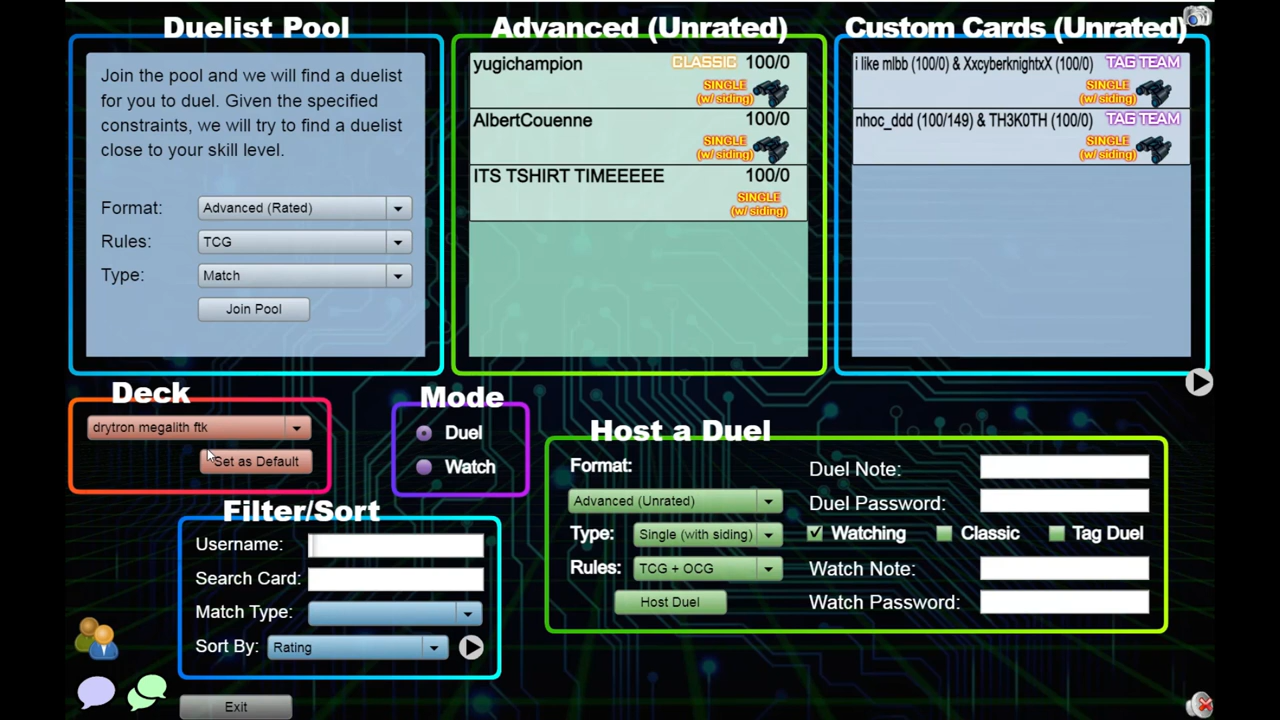 Duelist Pool
Join the pool and we will find a duelist
for you to duel. Given the specified
constraints, we will try to find a duelist
close to your skill level.
Format: Advanced (Rated)
Rules: TCG
Type: Match
Join Pool
Advanced (Unrated)
yugichampion CLASSIC 100/0
SINGLE
(w/ siding)
AlbertCouenne 100/0
SINGLE
(w/ siding)
ITS TSHIRT TIMEEEEE 100/0
SINGLE
(w/ siding)
Custom Cards (Unrated)
i like mlbb (100/0) & XxcyberknightxX (100/0) TAG TEAM
SINGLE
(w/ siding)
nhoc_ddd (100/149) & TH3K0TH (100/0) TAG TEAM
SINGLE
(w/ siding)
Deck
drytron megalith ftk
Set as Default
Mode
Duel
Watch
Filter/Sort
Username:
Search Card:
Match Type:
Sort By: Rating
Host a Duel
Format:
Advanced (Unrated)
Type: Single (with siding)
Rules: TCG + OCG
Host Duel
Duel Note:
Duel Password:
Watching Classic Tag Duel
Watch Note:
Watch Password:
Exit